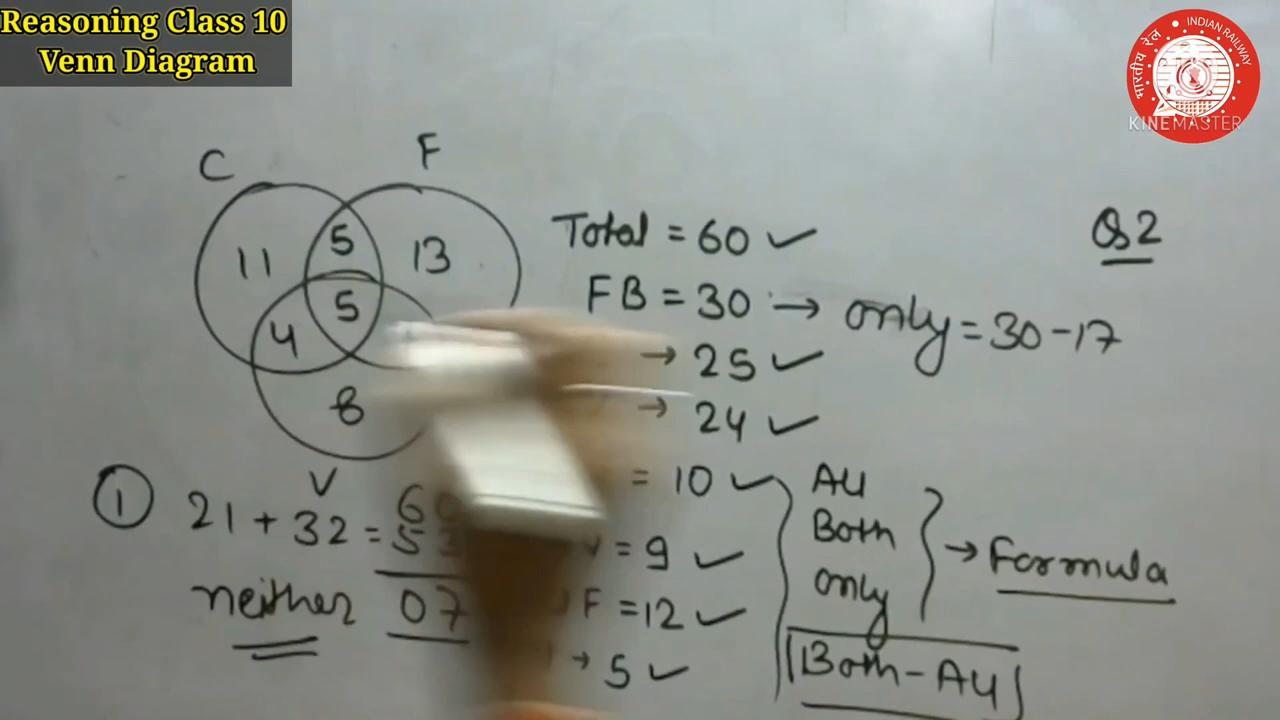 Reasoning Class 10
Venn Diagram
भारतीय रेल INDIAN RAILWAY
KINEMASTER
C F
11 5 13
5
4
8
V
Total = 60 ✓
FB = 30 → only = 30 - 17
→ 25 ✓
→ 24 ✓
= 10 ✓
V = 9 ✓
F = 12 ✓
→ 5 ✓
Qs 2
All
Both
only
→ Formula
Both - All
① 21 + 32 = 53
60
neither 07